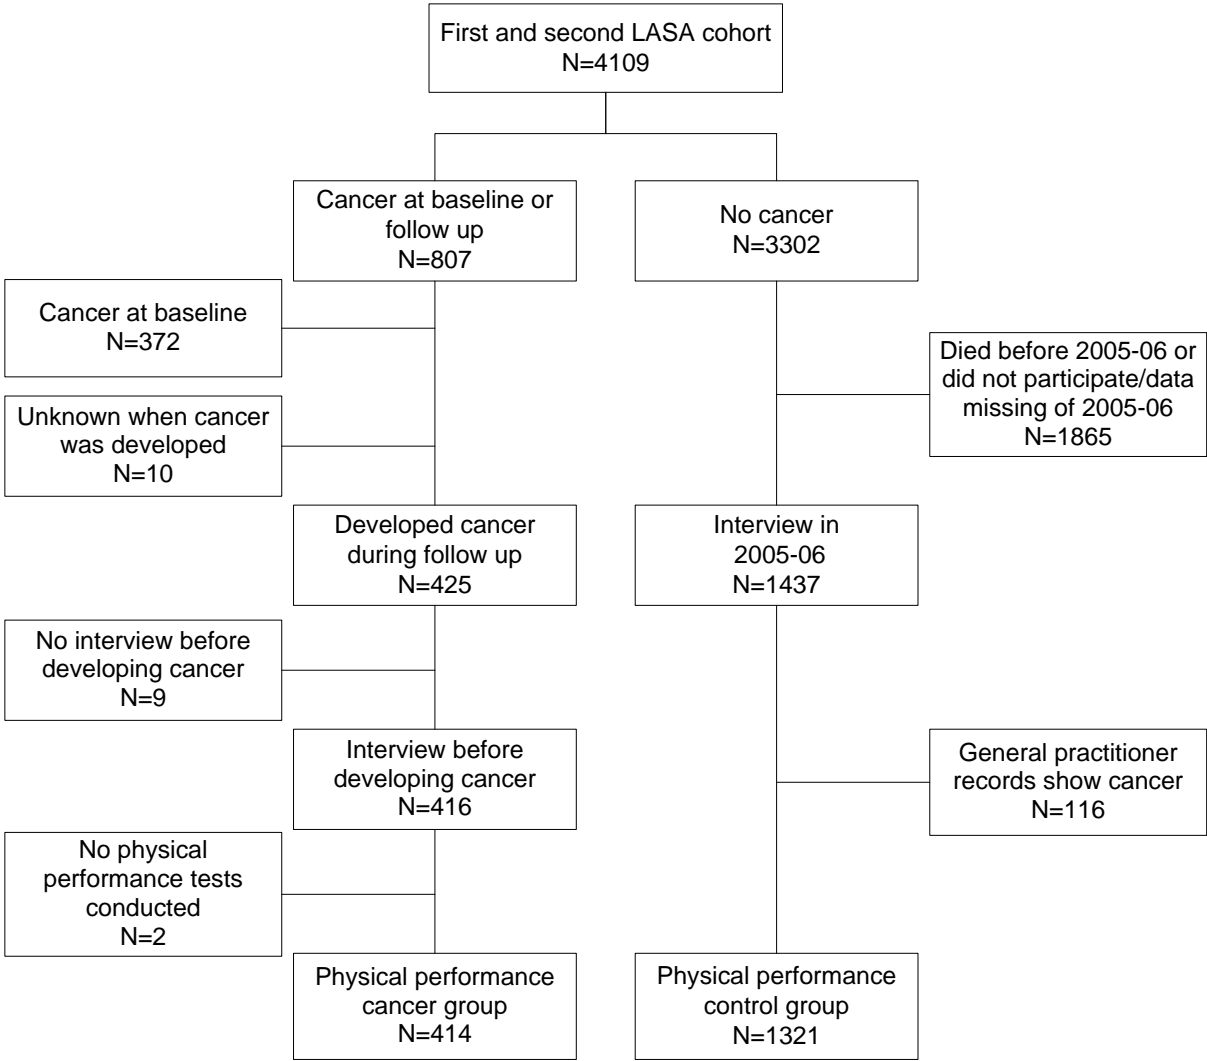 First and second LASA cohort
N=4109
Cancer at baseline or
follow up
N=807
No cancer
N=3302
Cancer at baseline
N=372
Died before 2005-06 or
did not participate/data
missing of 2005-06
N=1865
Unknown when cancer
was developed
N=10
Developed cancer
during follow up
N=425
Interview in
2005-06
N=1437
No interview before
developing cancer
N=9
Interview before
developing cancer
N=416
General practitioner
records show cancer
N=116
No physical
performance tests
conducted
N=2
Physical performance
cancer group
N=414
Physical performance
control group
N=1321